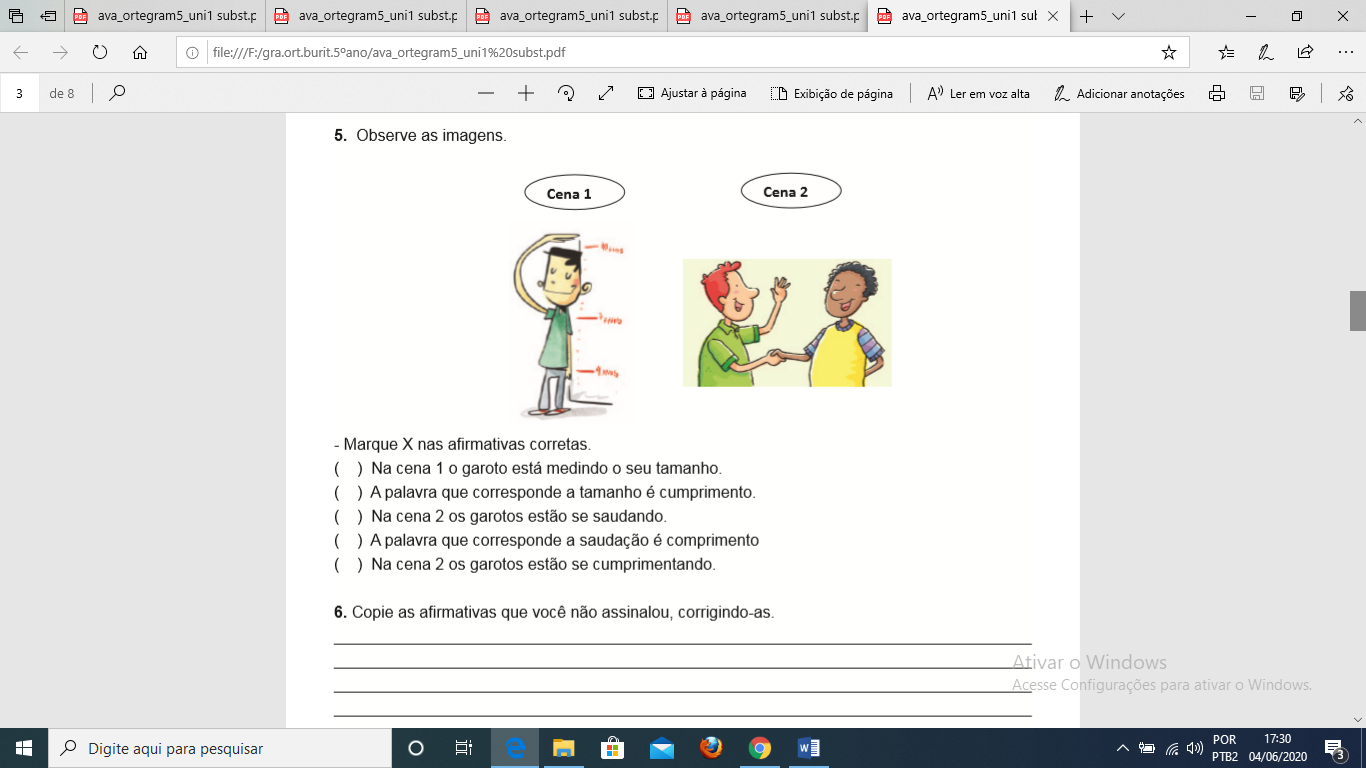 ava_ortegram5_uni1 subst.p
ava_ortegram5_uni1 subst.p
ava_ortegram5_uni1 subst.p
ava_ortegram5_uni1 subst.p
ava_ortegram5_uni1 sub
file:///F:/gra.ort.burit.5ºano/ava_ortegram5_uni1%20subst.pdf
3 de 8 Ajustar à página Exibição de página Ler em voz alta Adicionar anotações
5. Observe as imagens.
Cena 1 Cena 2
- Marque X nas afirmativas corretas.
( ) Na cena 1 o garoto está medindo o seu tamanho.
( ) A palavra que corresponde a tamanho é cumprimento.
( ) Na cena 2 os garotos estão se saudando.
( ) A palavra que corresponde a saudação é comprimento
( ) Na cena 2 os garotos estão se cumprimentando.
6. Copie as afirmativas que você não assinalou, corrigindo-as.
Ativar o Windows
Acesse Configurações para ativar o Windows.
Digite aqui para pesquisar
POR
PTB2
17:30
04/06/2020
3